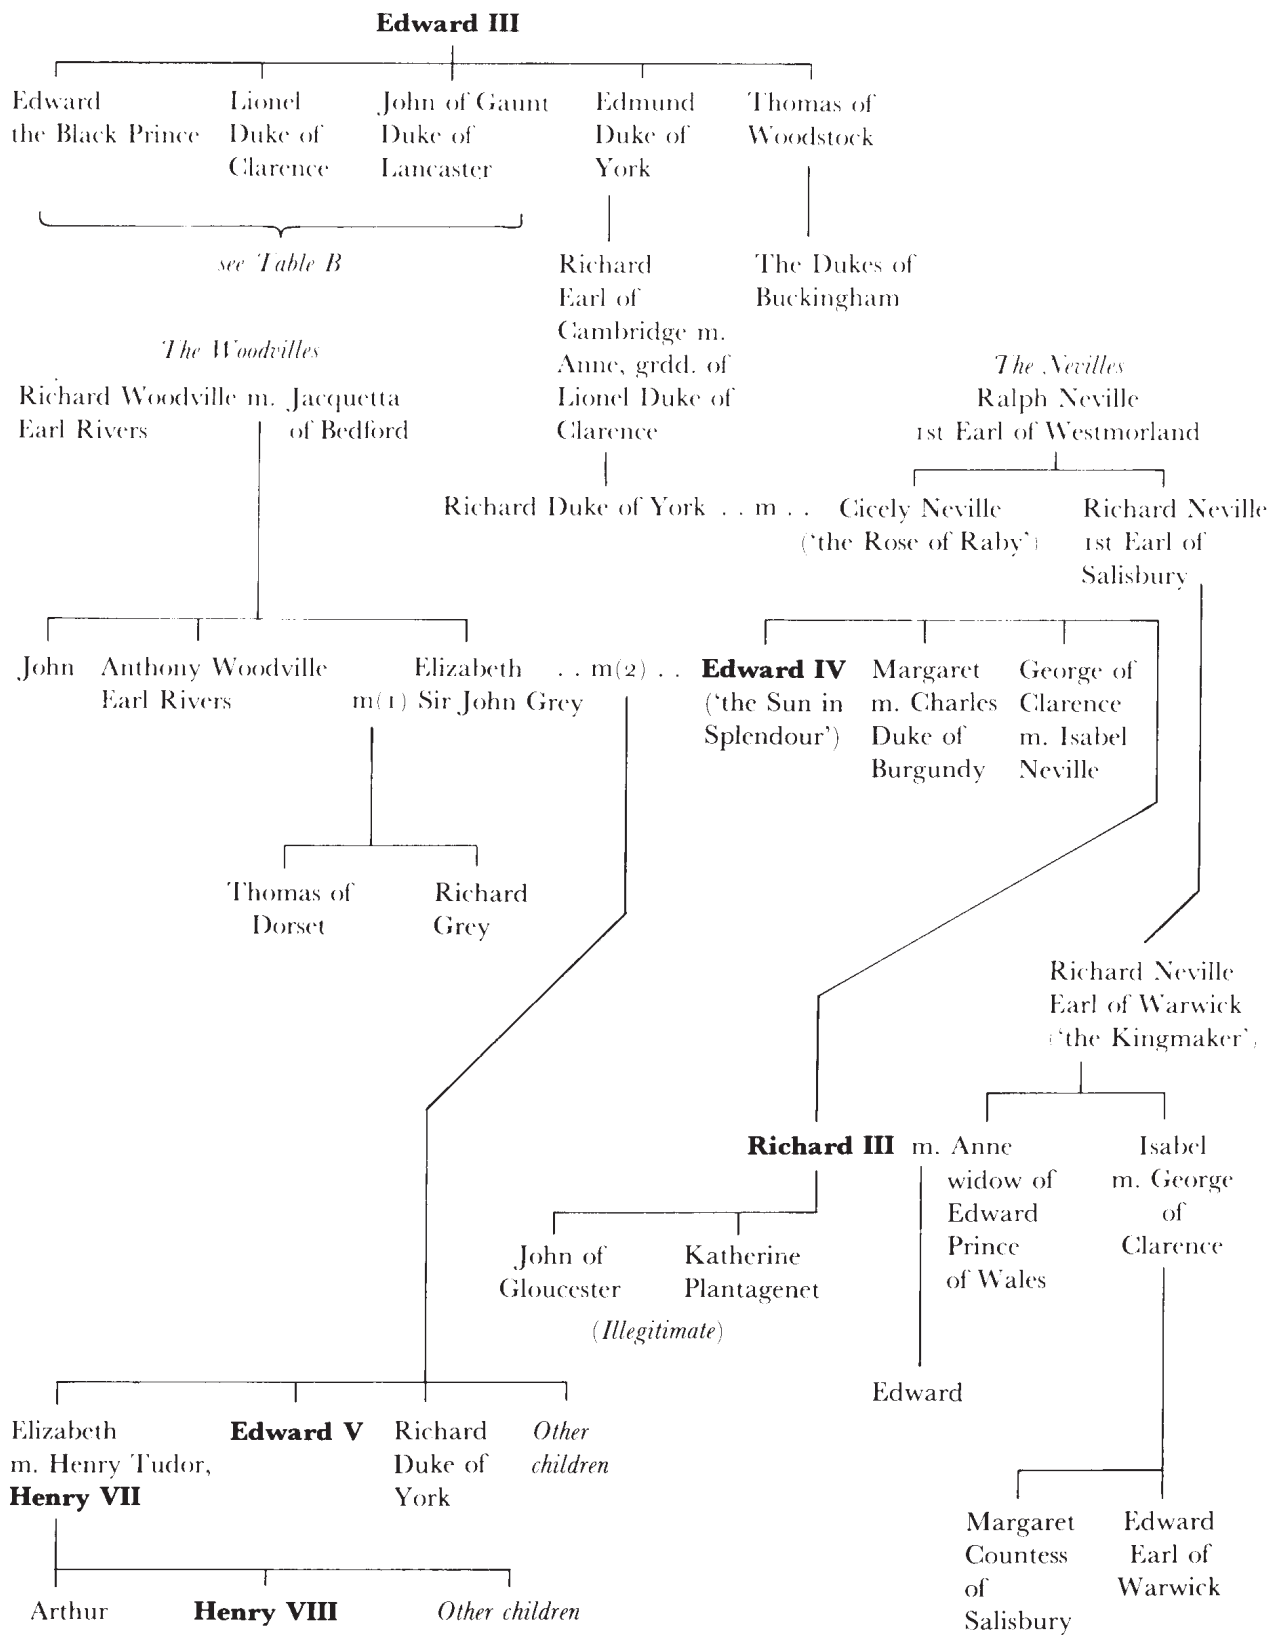 Edward III
Edward
the Black Prince
Lionel
Duke of
Clarence
John of Gaunt
Duke of
Lancaster
Edmund
Duke of
York
Thomas of
Woodstock
see Table B
Richard
Earl of
Cambridge m.
Anne, grdd. of
Lionel Duke of
Clarence
The Dukes of
Buckingham
The Woodvilles
Richard Woodville m. Jacquetta
Earl Rivers of Bedford
The Nevilles
Ralph Neville
1st Earl of Westmorland
Richard Duke of York . . m . . Cicely Neville
('the Rose of Raby')
Richard Neville
1st Earl of
Salisbury
John
Anthony Woodville
Earl Rivers
Elizabeth . . m(2) . .
m(1) Sir John Grey
Edward IV
('the Sun in
Splendour')
Margaret
m. Charles
Duke of
Burgundy
George of
Clarence
m. Isabel
Neville
Thomas of
Dorset
Richard
Grey
Richard Neville
Earl of Warwick
('the Kingmaker')
Richard III m. Anne
widow of
Edward
Prince
of Wales
Isabel
m. George
of
Clarence
John of
Gloucester
Katherine
Plantagenet
(Illegitimate)
Edward
Elizabeth
m. Henry Tudor,
Henry VII
Edward V
Richard
Duke of
York
Other
children
Margaret
Countess
of
Salisbury
Edward
Earl of
Warwick
Arthur
Henry VIII
Other children